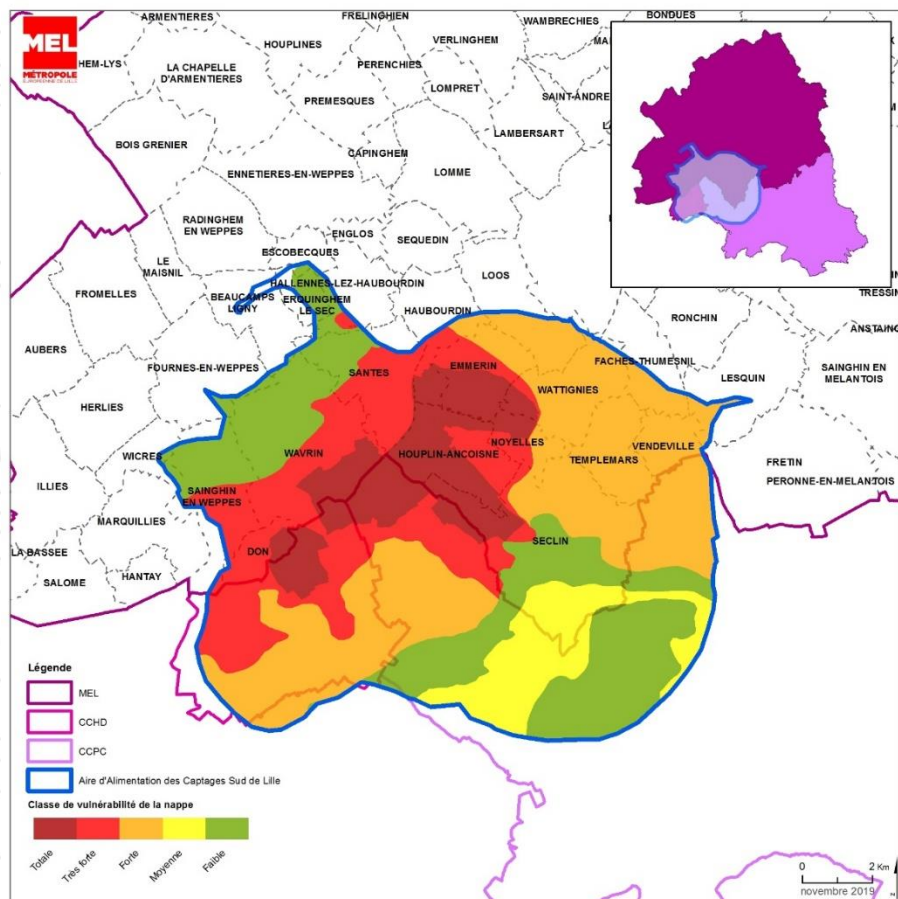 MEL
MÉTROPOLE
EUROPÉENNE DE LILLE
ARMENTIERES
FRELINGHIEN
WAMBRECHIES
BONDUES
HOUPLINES
VERLINGHEM
HEM-LYS
LA CHAPELLE
D'ARMENTIERES
PERENCHIES
LOMPRET
SAINT-ANDRE
PREMESQUES
LAMBERSART
BOIS GRENIER
CAPINGHEM
LOMME
ENNETIERES-EN-WEPPES
RADINGHEM
EN WEPPES
ENGLOS
SEQUEDIN
ESCOBECQUES
LE
MAISNIL
HALLENNES-LEZ-HAUBOURDIN
LOOS
FROMELLES
BEAUCAMPS
LIGNY
ERQUINGHEM
LE SEC
HAUBOURDIN
TRESSIN
RONCHIN
ANSTAING
AUBERS
FOURNES-EN-WEPPES
SANTES
EMMERIN
FACHES-THUMESNIL
SAINGHIN EN
MELANTOIS
LESQUIN
WATTIGNIES
HERLIES
NOYELLES
VENDEVILLE
WICRES
WAVRIN
HOUPLIN-ANCOISNE
TEMPLEMARS
FRETIN
ILLIES
SAINGHIN
EN WEPPES
PERONNE-EN-MELANTOIS
MARQUILLIES
SECLIN
LA BASSEE
DON
SALOME
HANTAY
Légende
MEL
CCHD
CCPC
Aire d'Alimentation des Captages Sud de Lille
Classe de vulnérabilité de la nappe
Totale
Très forte
Forte
Moyenne
Faible
0 2 Km
novembre 2019